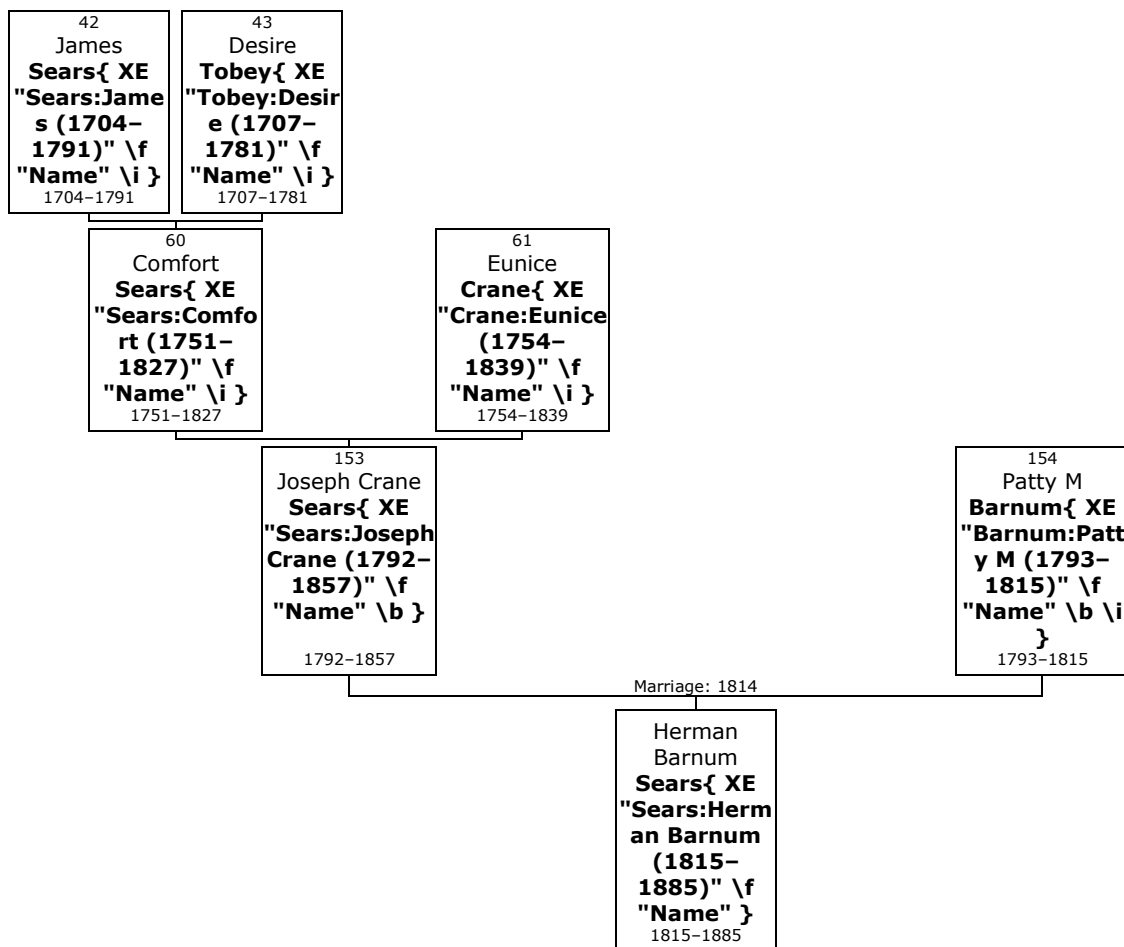 42
James
Sears{ XE
"Sears:Jame
s (1704–
1791)" \f
"Name" \i }
1704–1791
43
Desire
Tobey{ XE
"Tobey:Desir
e (1707–
1781)" \f
"Name" \i }
1707–1781
60
Comfort
Sears{ XE
"Sears:Comfo
rt (1751–
1827)" \f
"Name" \i }
1751–1827
61
Eunice
Crane{ XE
"Crane:Eunice
(1754–
1839)" \f
"Name" \i }
1754–1839
153
Joseph Crane
Sears{ XE
"Sears:Joseph
Crane (1792–
1857)" \f
"Name" \b }
1792–1857
154
Patty M
Barnum{ XE
"Barnum:Patt
y M (1793–
1815)" \f
"Name" \b \i
}
1793–1815
Marriage: 1814
Herman
Barnum
Sears{ XE
"Sears:Herm
an Barnum
(1815–
1885)" \f
"Name" }
1815–1885